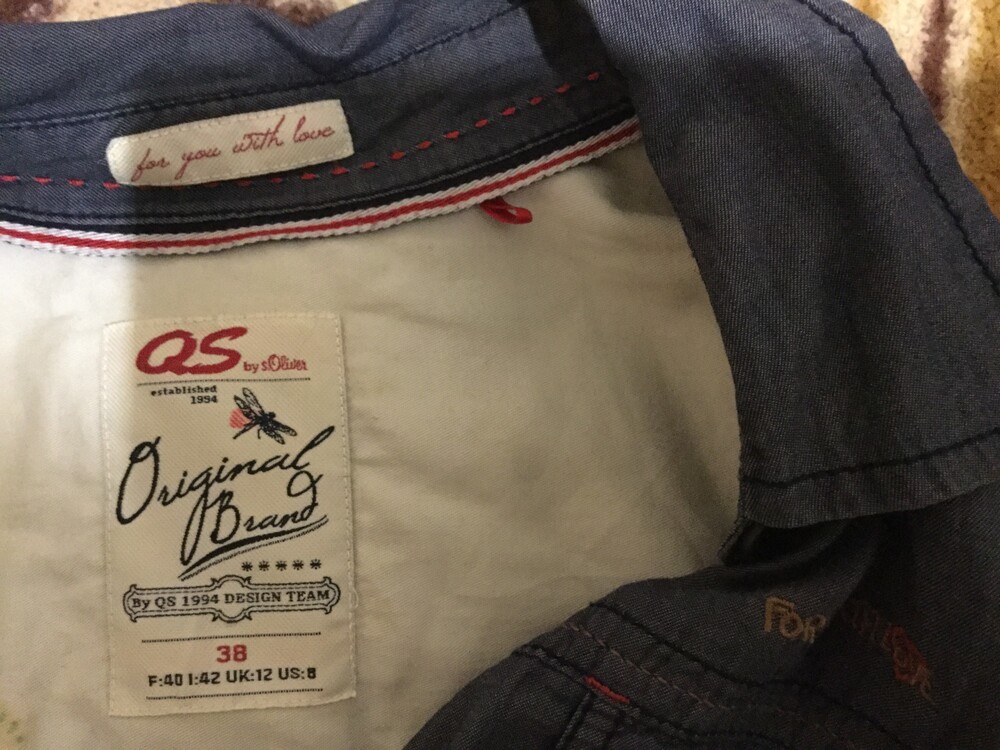 for you with love
QS by s.Oliver
established
1994
Original
Brand
*****
By QS 1994 DESIGN TEAM
38
F:40 I:42 UK:12 US:8
FOR